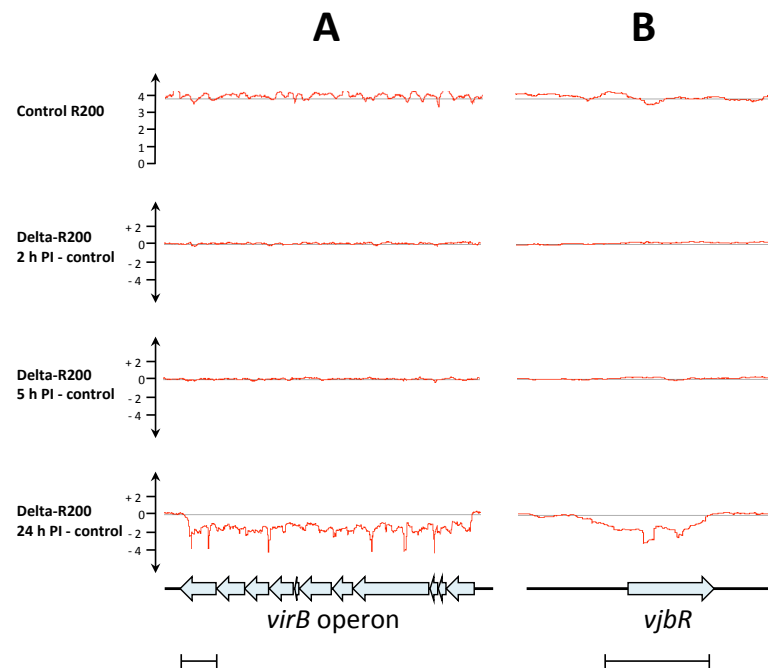 A B
Control R200
4
3
2
1
0
Delta-R200
2 h PI - control
+ 2
0
- 2
- 4
Delta-R200
5 h PI - control
+ 2
0
- 2
- 4
Delta-R200
24 h PI - control
+ 2
0
- 2
- 4
virB operon vjbR